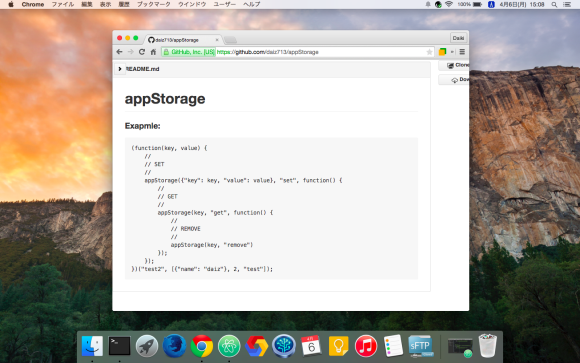 Chrome ファイル 編集 表示 履歴 ブックマーク ウインドウ ユーザー ヘルプ
100% 4月6日(月) 15:08
daiz713/appStorage
Daiz
GitHub, Inc. [US] https://github.com/daiz713/appStorage
README.md
Clone
Dow
appStorage
Exapmle:
(function(key, value) {
//
// SET
//
appStorage({"key": key, "value": value}, "set", function() {
//
// GET
//
appStorage(key, "get", function() {
//
// REMOVE
//
appStorage(key, "remove")
});
});
})("test2", [{"name": "daiz"}, 2, "test"]);
6
sFTP